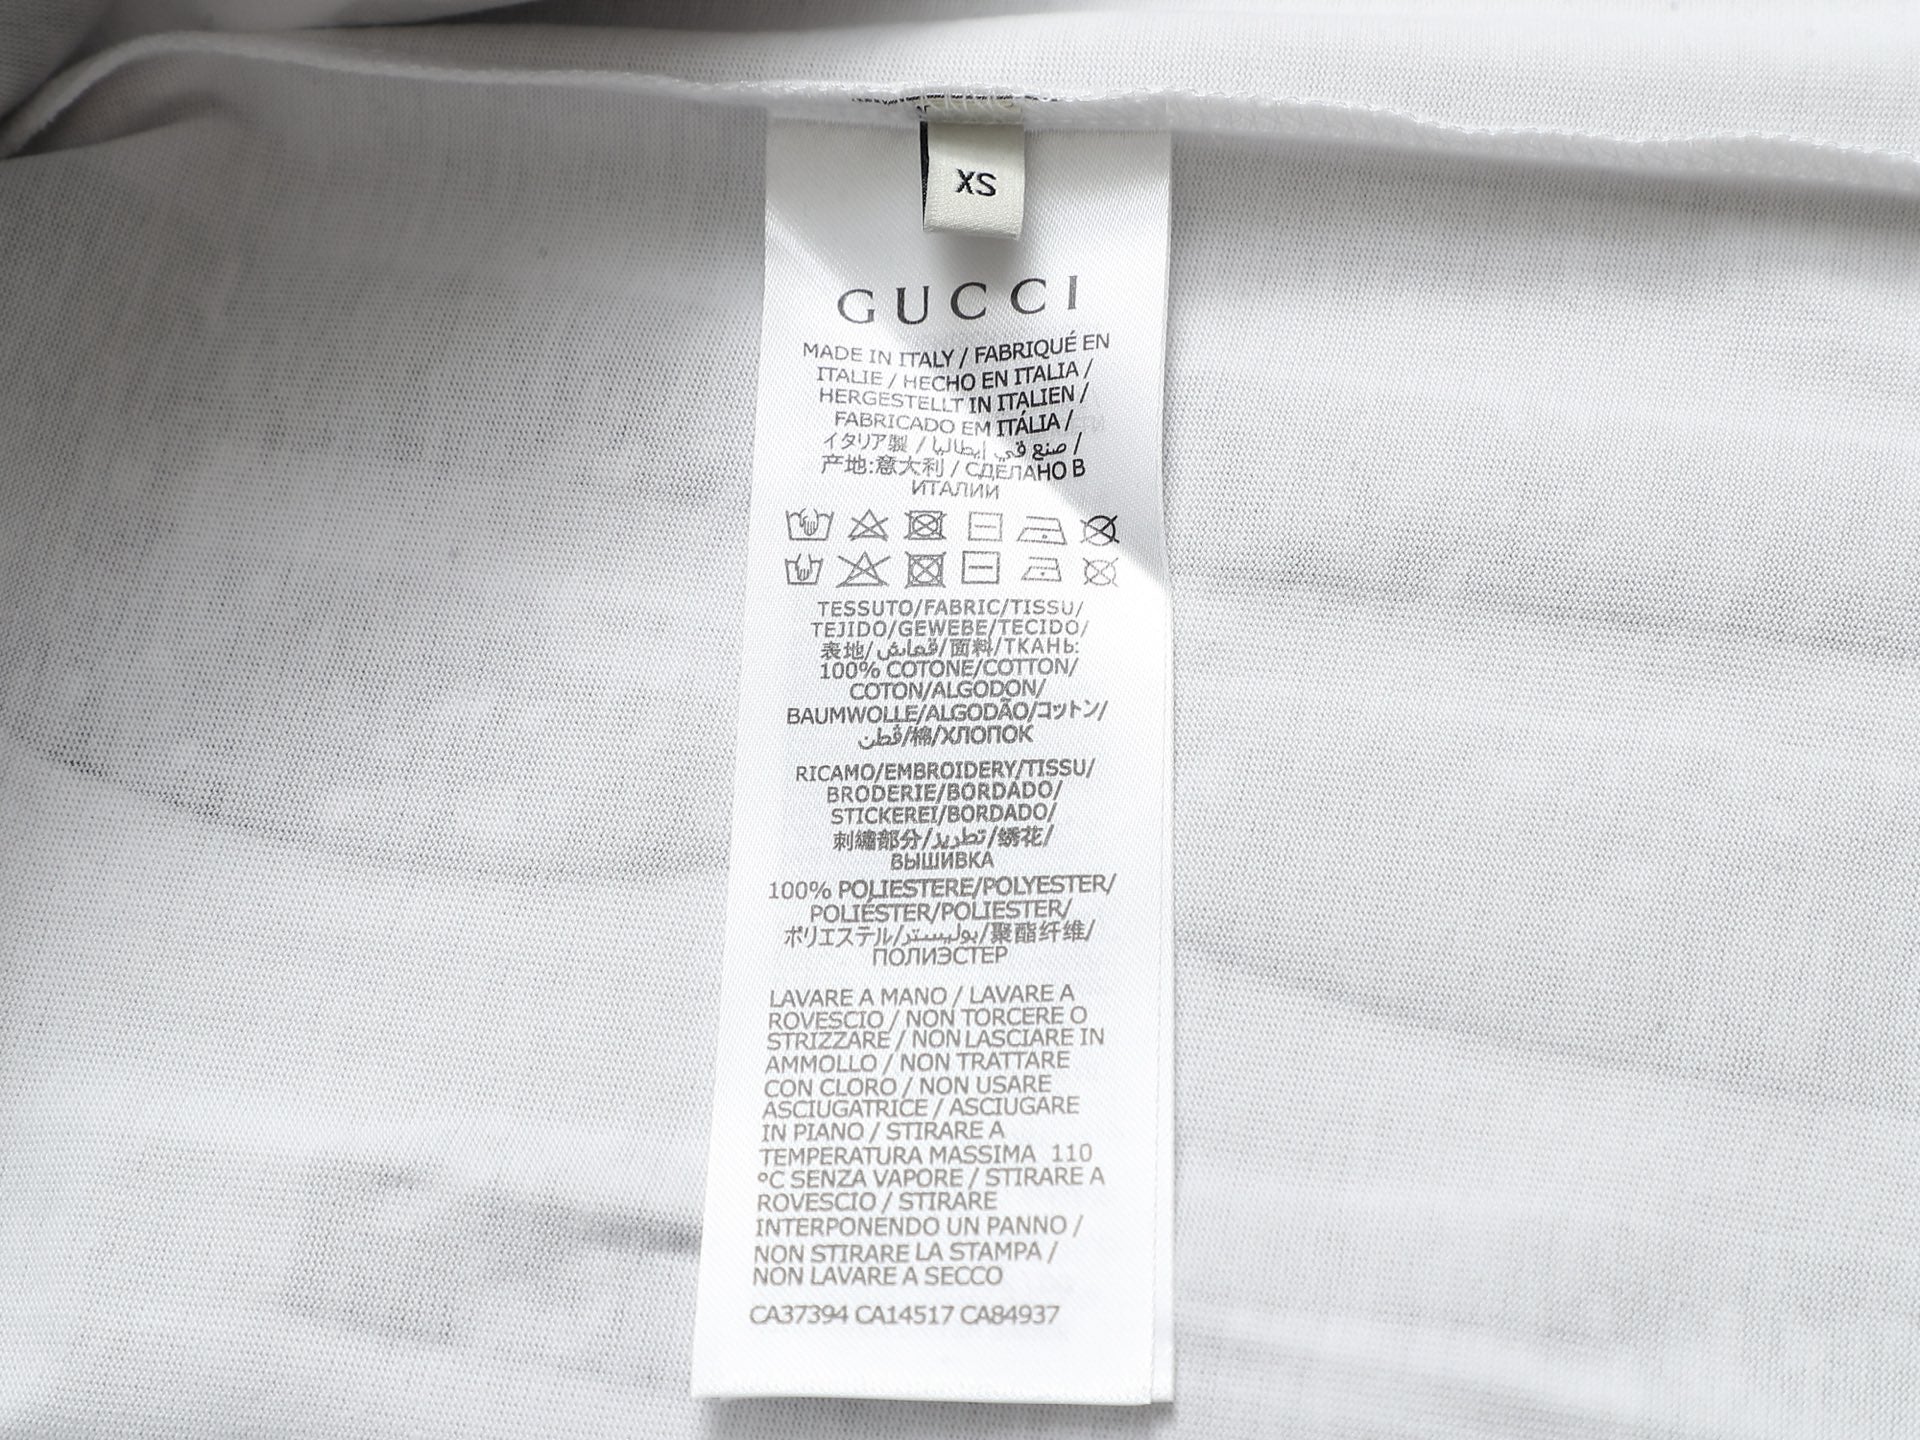 XS
GUCCI
MADE IN ITALY / FABRIQUÉ EN
ITALIE / HECHO EN ITALIA /
HERGESTELLT IN ITALIEN /
FABRICADO EM ITÁLIA /
イタリア製 / صنع في إيطاليا /
产地:意大利 / СДЕЛАНО В
ИТАЛИИ
TESSUTO/FABRIC/TISSU/
TEJIDO/GEWEBE/TECIDO/
表地/قماش/面料/ТКАНЬ:
100% COTONE/COTTON/
COTON/ALGODON/
BAUMWOLLE/ALGODÃO/コットン/
قطن/棉/ХЛОПОК
RICAMO/EMBROIDERY/TISSU/
BRODERIE/BORDADO/
STICKEREI/BORDADO/
刺繍部分/تطريز/绣花/
ВЫШИВКА
100% POLIESTERE/POLYESTER/
POLIÉSTER/POLIESTER/
ポリエステル/بوليستر/聚酯纤维/
ПОЛИЭСТЕР
LAVARE A MANO / LAVARE A
ROVESCIO / NON TORCERE O
STRIZZARE / NON LASCIARE IN
AMMOLLO / NON TRATTARE
CON CLORO / NON USARE
ASCIUGATRICE / ASCIUGARE
IN PIANO / STIRARE A
TEMPERATURA MASSIMA 110
°C SENZA VAPORE / STIRARE A
ROVESCIO / STIRARE
INTERPONENDO UN PANNO /
NON STIRARE LA STAMPA /
NON LAVARE A SECCO
CA37394 CA14517 CA84937